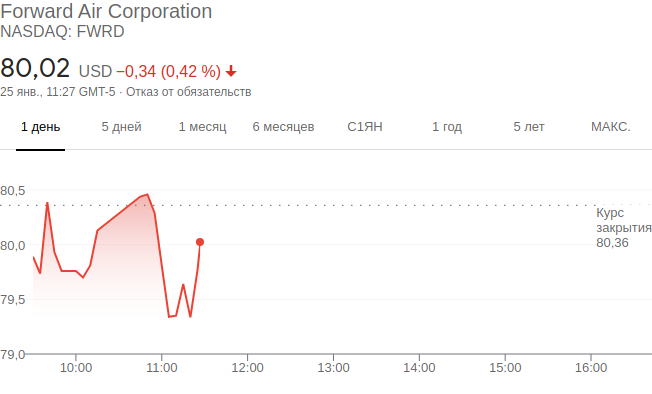 Forward Air Corporation
NASDAQ: FWRD
80,02 USD −0,34 (0,42 %)
25 янв., 11:27 GMT-5 · Отказ от обязательств
1 день 5 дней 1 месяц 6 месяцев С1ЯН 1 год 5 лет МАКС.
80,5
Курс
закрытия
80,36
80,0
79,5
79,0
10:00 11:00 12:00 13:00 14:00 15:00 16:00